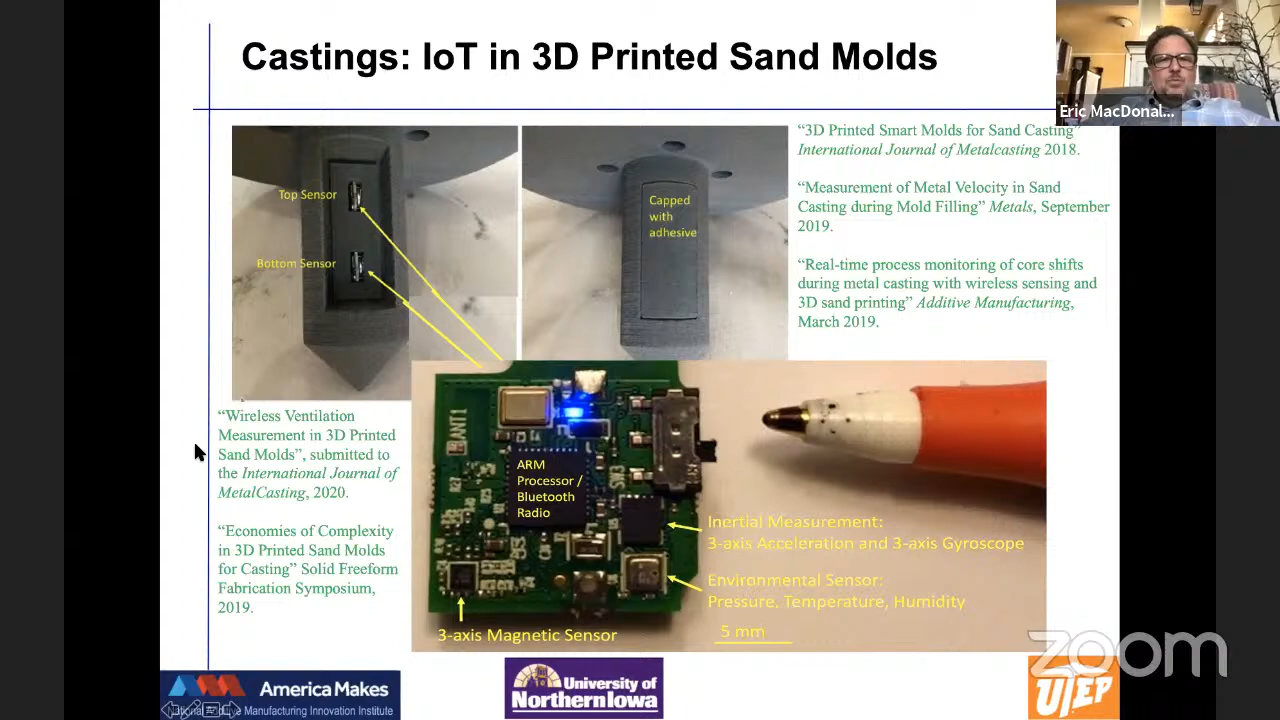 Castings: IoT in 3D Printed Sand Molds
Eric MacDonal...
Top Sensor
Bottom Sensor
Capped
with
adhesive
“3D Printed Smart Molds for Sand Casting”
International Journal of Metalcasting 2018.
“Measurement of Metal Velocity in Sand
Casting during Mold Filling” Metals, September
2019.
“Real-time process monitoring of core shifts
during metal casting with wireless sensing and
3D sand printing” Additive Manufacturing,
March 2019.
“Wireless Ventilation
Measurement in 3D Printed
Sand Molds”, submitted to
the International Journal of
MetalCasting, 2020.
“Economies of Complexity
in 3D Printed Sand Molds
for Casting” Solid Freeform
Fabrication Symposium,
2019.
ANT1
ARM
Processor /
Bluetooth
Radio
Inertial Measurement:
3-axis Acceleration and 3-axis Gyroscope
Environmental Sensor:
Pressure, Temperature, Humidity
5 mm
3-axis Magnetic Sensor
America Makes
National Additive Manufacturing Innovation Institute
University of
Northern Iowa
UTEP
zoom